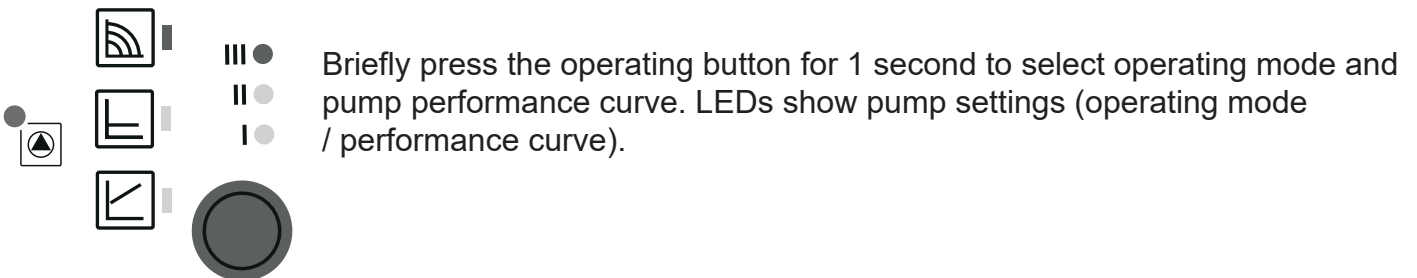 III
II
I
Briefly press the operating button for 1 second to select operating mode and
pump performance curve. LEDs show pump settings (operating mode
/ performance curve).